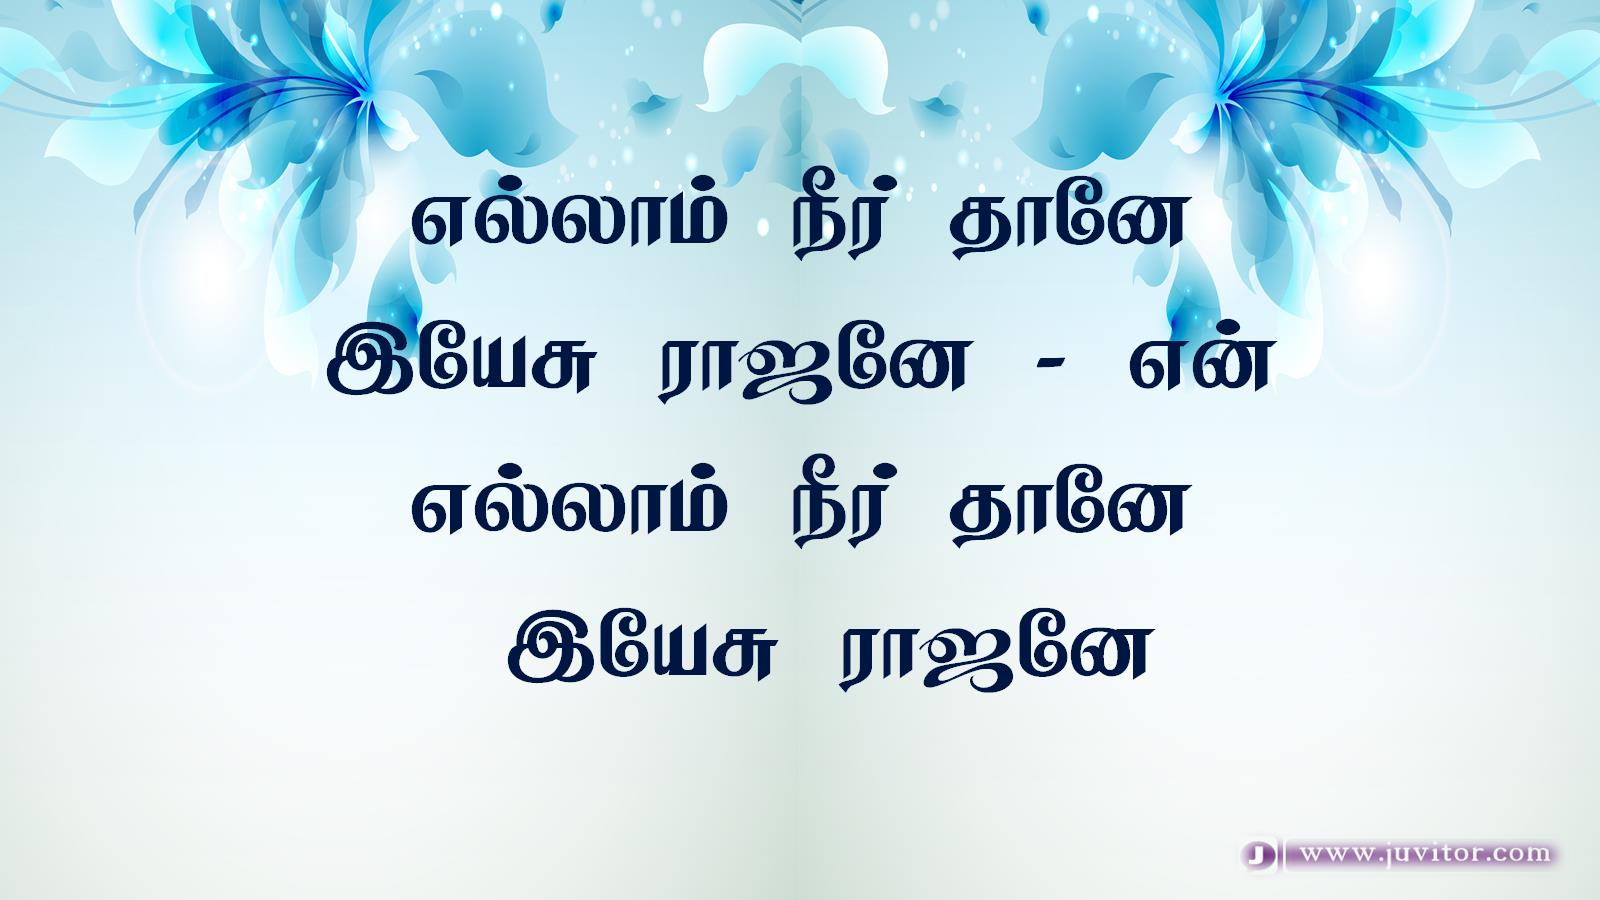 எல்லாம் நீர் தானே
இயேசு ராஜனே - என்
எல்லாம் நீர் தானே
இயேசு ராஜனே
J www.juvitor.com